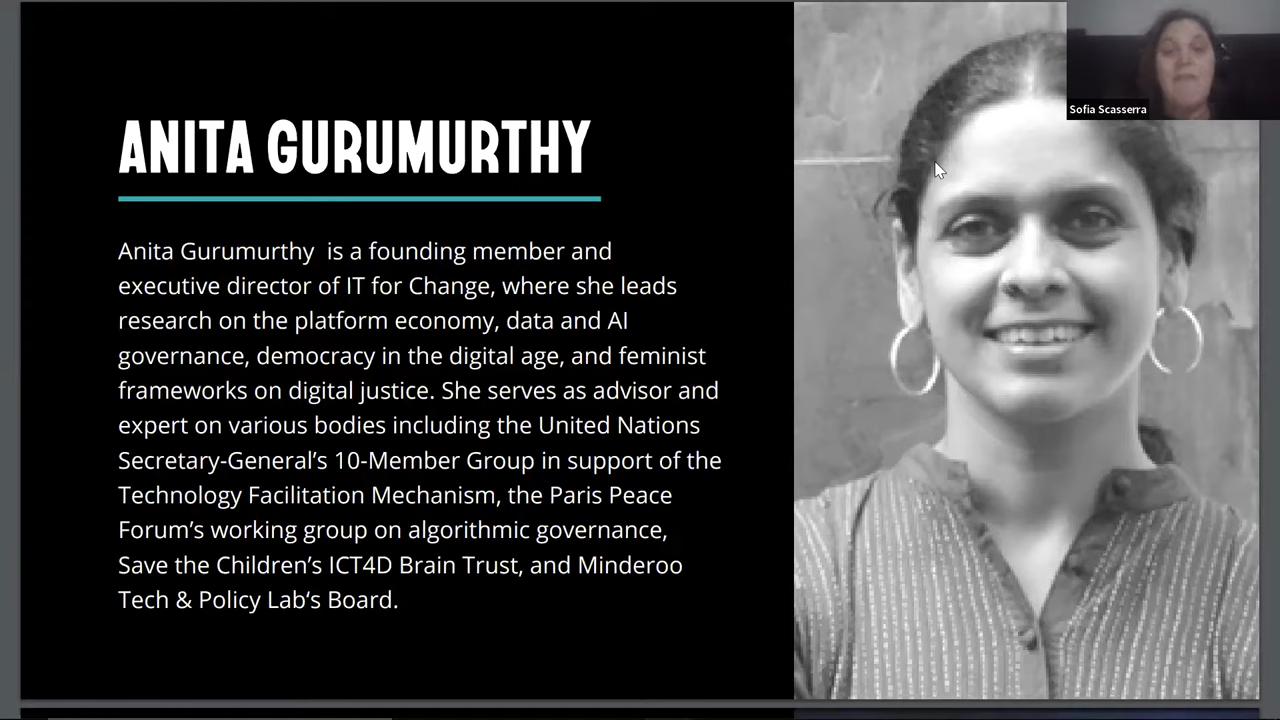 ANITA GURUMURTHY
Anita Gurumurthy  is a founding member and
executive director of IT for Change, where she leads
research on the platform economy, data and AI
governance, democracy in the digital age, and feminist
frameworks on digital justice. She serves as advisor and
expert on various bodies including the United Nations
Secretary-General’s 10-Member Group in support of the
Technology Facilitation Mechanism, the Paris Peace
Forum’s working group on algorithmic governance,
Save the Children’s ICT4D Brain Trust, and Minderoo
Tech & Policy Lab’s Board.
Sofia Scasserra